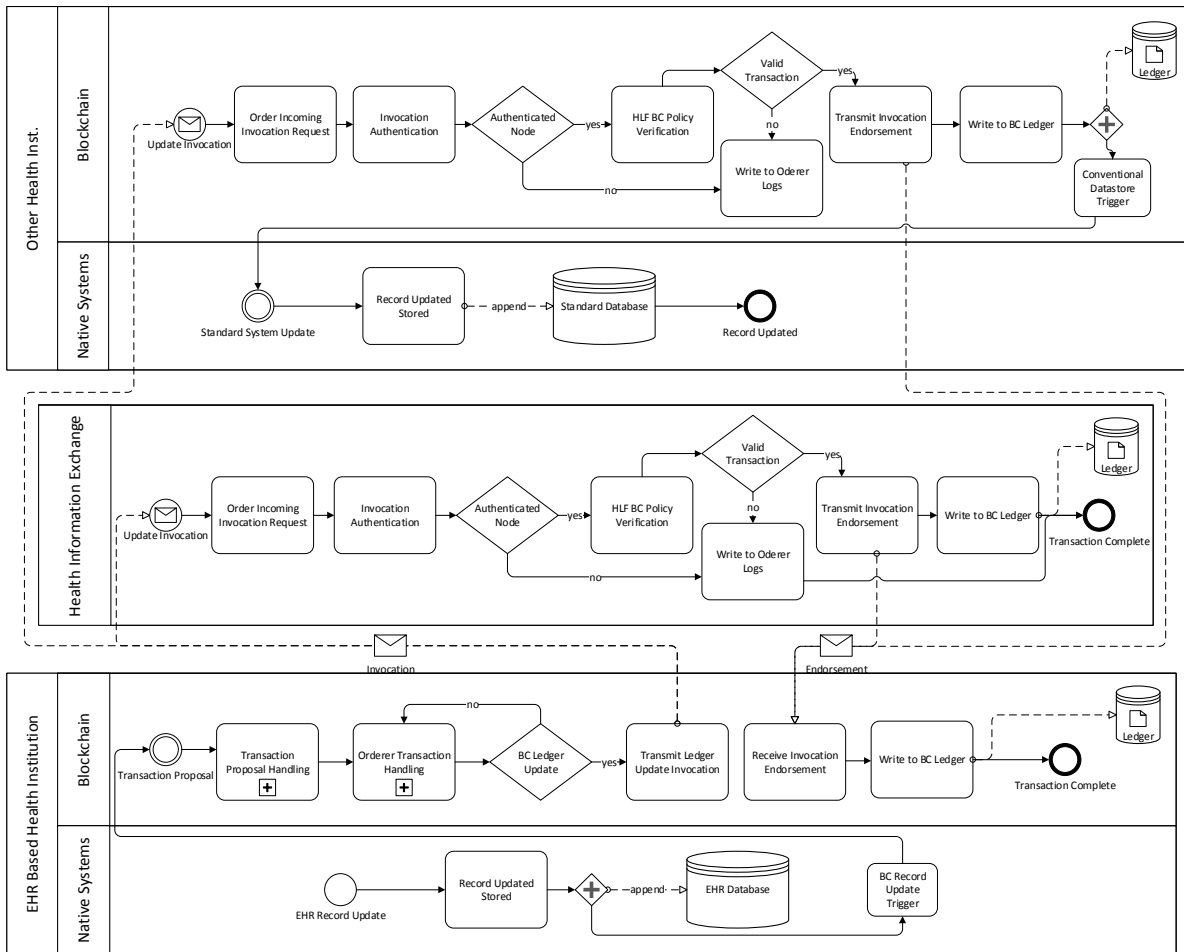 Other Health Inst.
Blockchain
Update Invocation
Order Incoming
Invocation Request
Invocation
Authentication
Authenticated
Node
yes
no
HLF BC Policy
Verification
Valid
Transaction
yes
no
Write to Oderer
Logs
Transmit Invocation
Endorsement
Write to BC Ledger
Ledger
Conventional
Datastore
Trigger
Native Systems
Standard System Update
Record Updated
Stored
append
Standard Database
Record Updated
Health Information Exchange
Update Invocation
Order Incoming
Invocation Request
Invocation
Authentication
Authenticated
Node
yes
no
HLF BC Policy
Verification
Valid
Transaction
yes
no
Write to Oderer
Logs
Transmit Invocation
Endorsement
Write to BC Ledger
Ledger
Transaction Complete
Invocation
Endorsement
EHR Based Health Institution
Blockchain
Transaction Proposal
Transaction
Proposal Handling
Orderer Transaction
Handling
no
BC Ledger
Update
yes
Transmit Ledger
Update Invocation
Receive Invocation
Endorsement
Write to BC Ledger
Ledger
Transaction Complete
Native Systems
EHR Record Update
Record Updated
Stored
append
EHR Database
BC Record
Update
Trigger